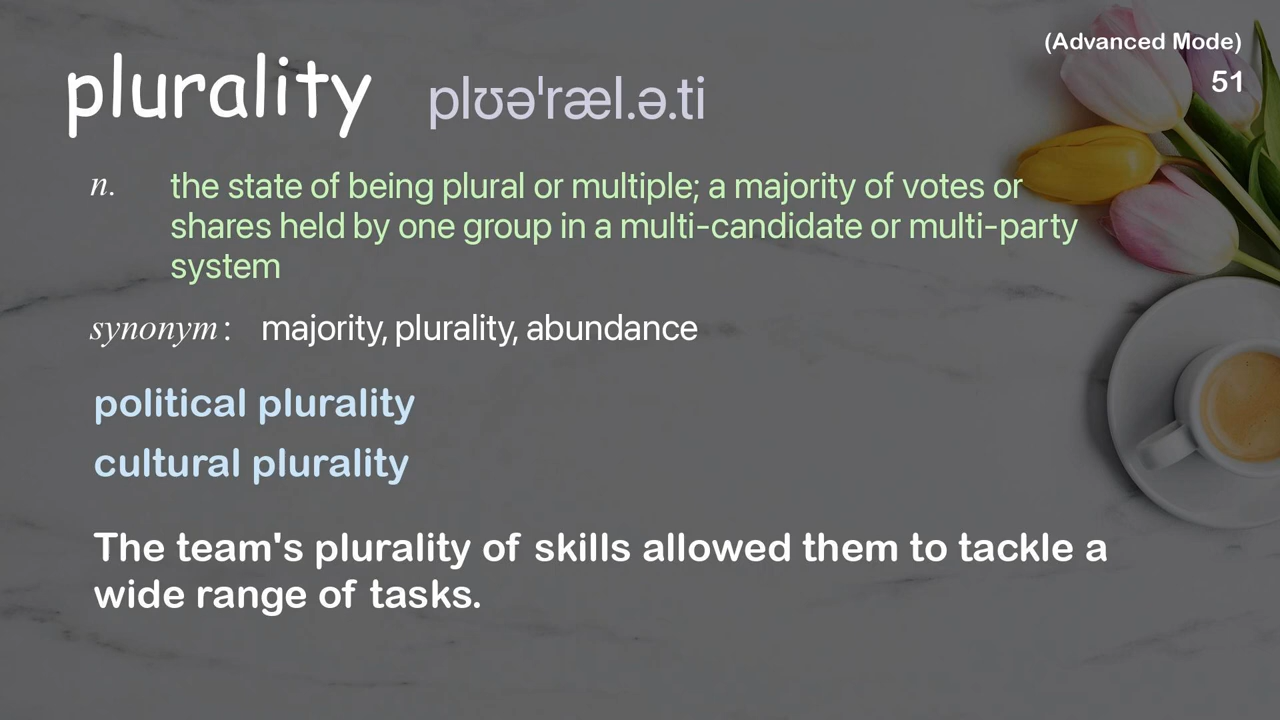 (Advanced Mode)
plurality plʊəˈræl.ə.ti
51
n. the state of being plural or multiple; a majority of votes or
shares held by one group in a multi-candidate or multi-party
system
synonym: majority, plurality, abundance
political plurality
cultural plurality
The team's plurality of skills allowed them to tackle a
wide range of tasks.